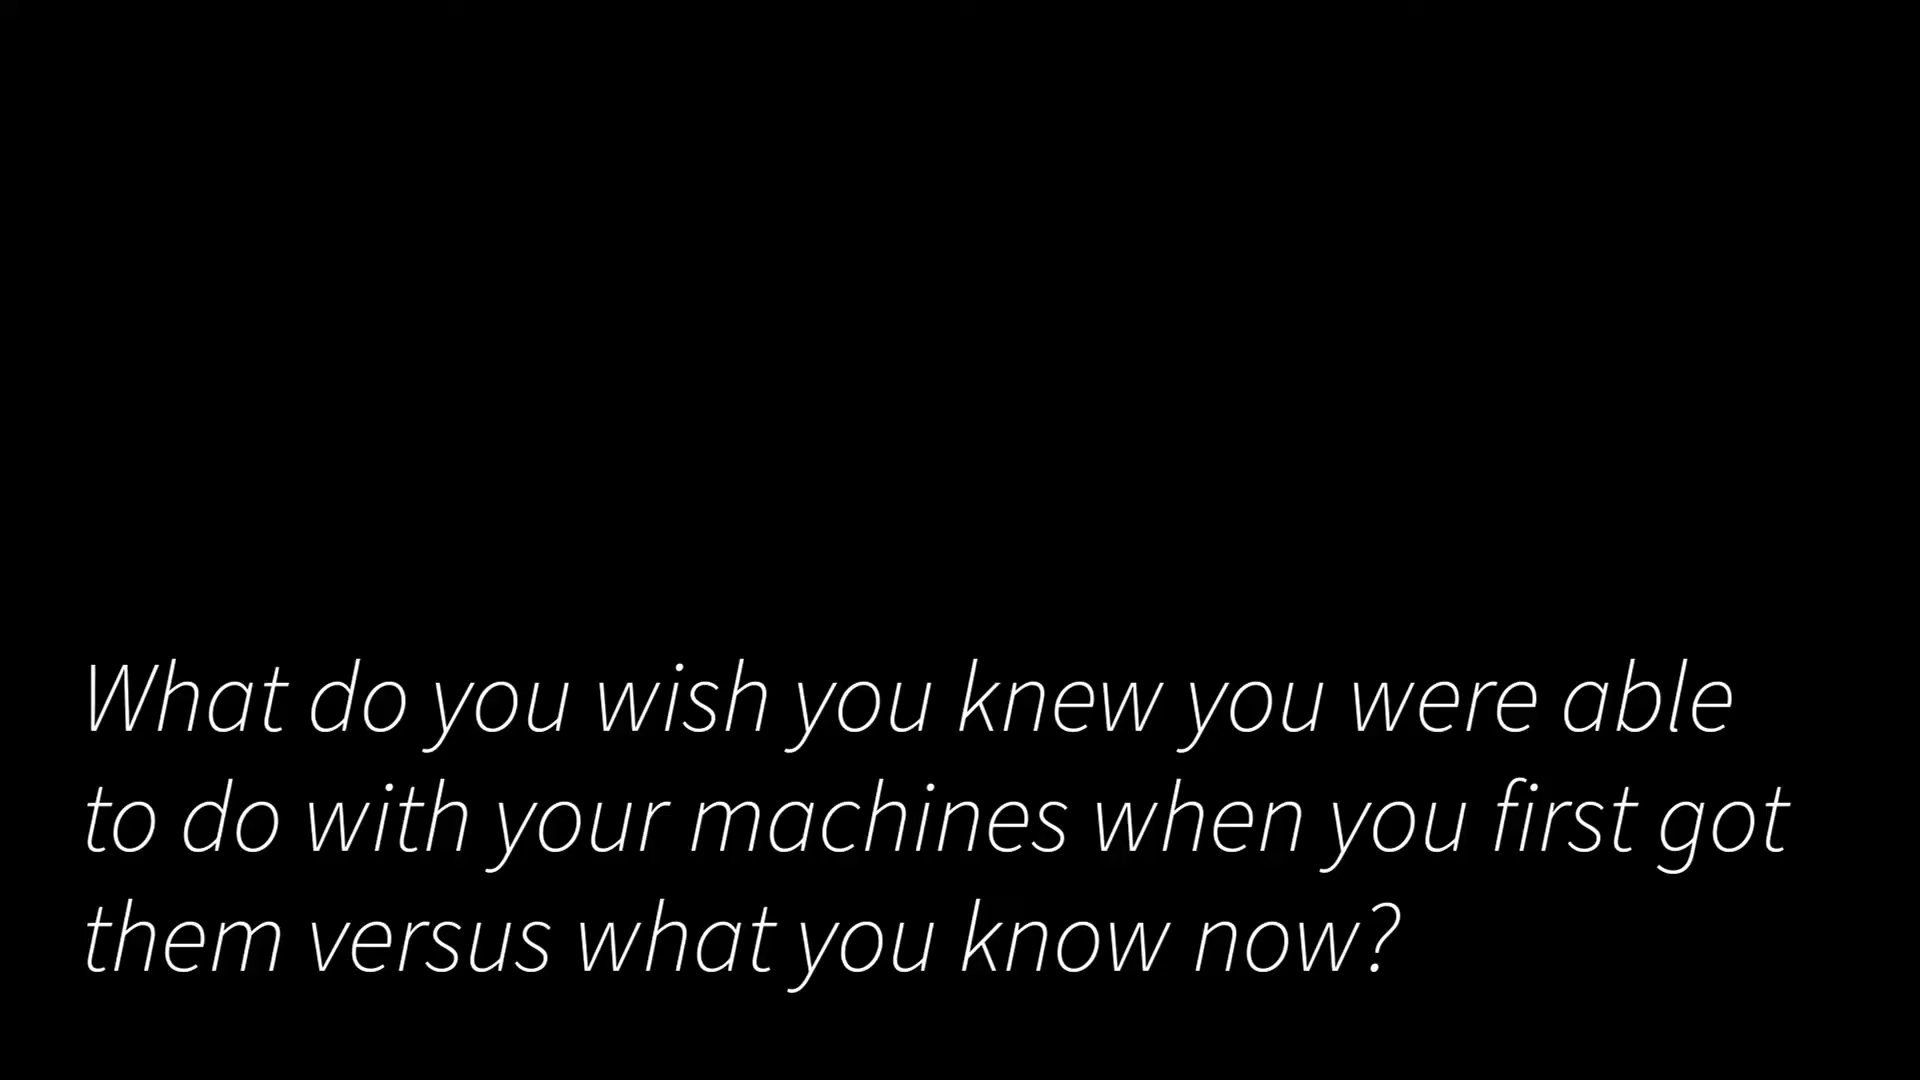 What do you wish you knew you were able
to do with your machines when you first got
them versus what you know now?